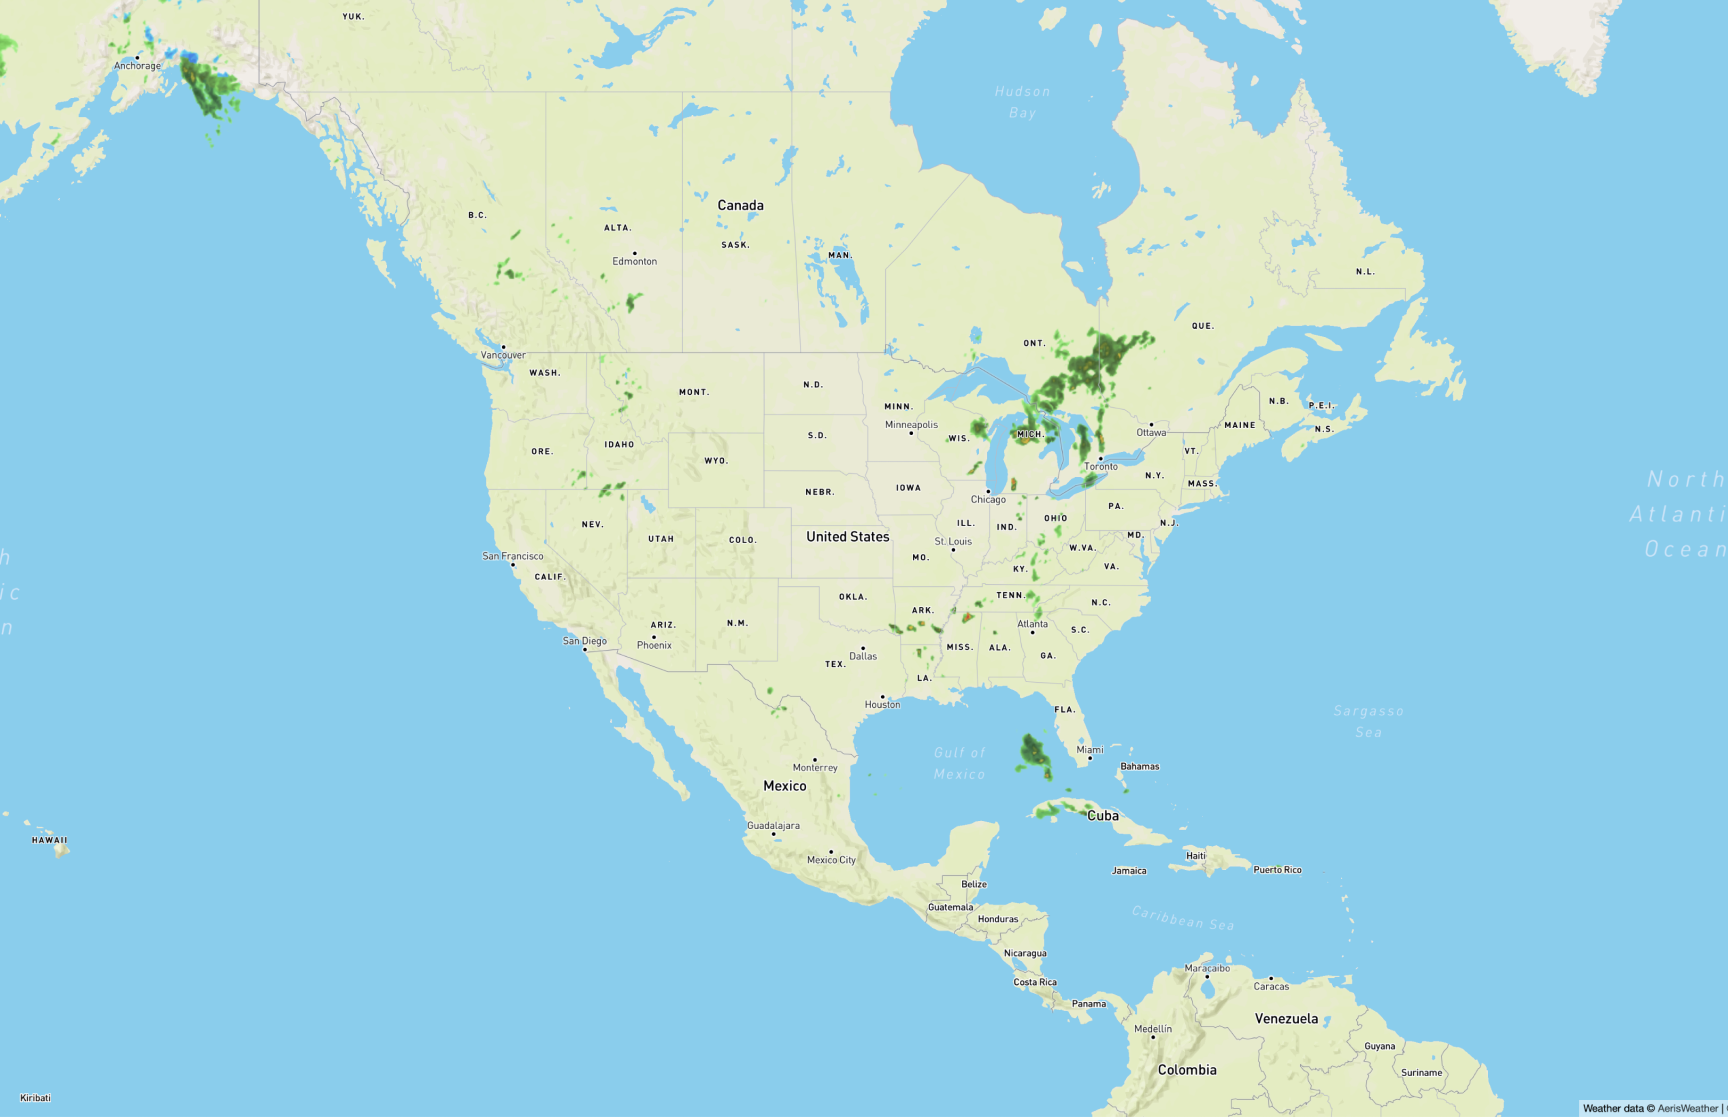 YUK.
Anchorage
Hudson
Bay
Canada
B.C.
ALTA.
SASK.
MAN.
Edmonton
N.L.
QUE.
ONT.
Vancouver
WASH.
MONT.
N.D.
MINN.
Minneapolis
WIS.
MICH.
Ottawa
MAINE
N.B.
P.E.I.
N.S.
ORE.
IDAHO
S.D.
WYO.
Toronto
VT.
N.Y.
MASS.
North
Atlanti
Ocean
NEBR.
IOWA
Chicago
PA.
N.J.
NEV.
UTAH
COLO.
United States
ILL.
IND.
OHIO
MD.
St. Louis
W.VA.
VA.
San Francisco
CALIF.
MO.
KY.
h
ic
n
OKLA.
ARK.
TENN.
N.C.
ARIZ.
N.M.
Atlanta
S.C.
San Diego
Phoenix
TEX.
Dallas
MISS.
ALA.
GA.
LA.
Houston
FLA.
Sargasso
Sea
Gulf of
Mexico
Miami
Bahamas
Monterrey
Mexico
Cuba
Guadalajara
Mexico City
HAWAII
Haiti
Jamaica
Puerto Rico
Belize
Guatemala
Honduras
Caribbean Sea
Nicaragua
Costa Rica
Panama
Maracaibo
Caracas
Venezuela
Medellín
Guyana
Colombia
Suriname
Kiribati
Weather data © AerisWeather |